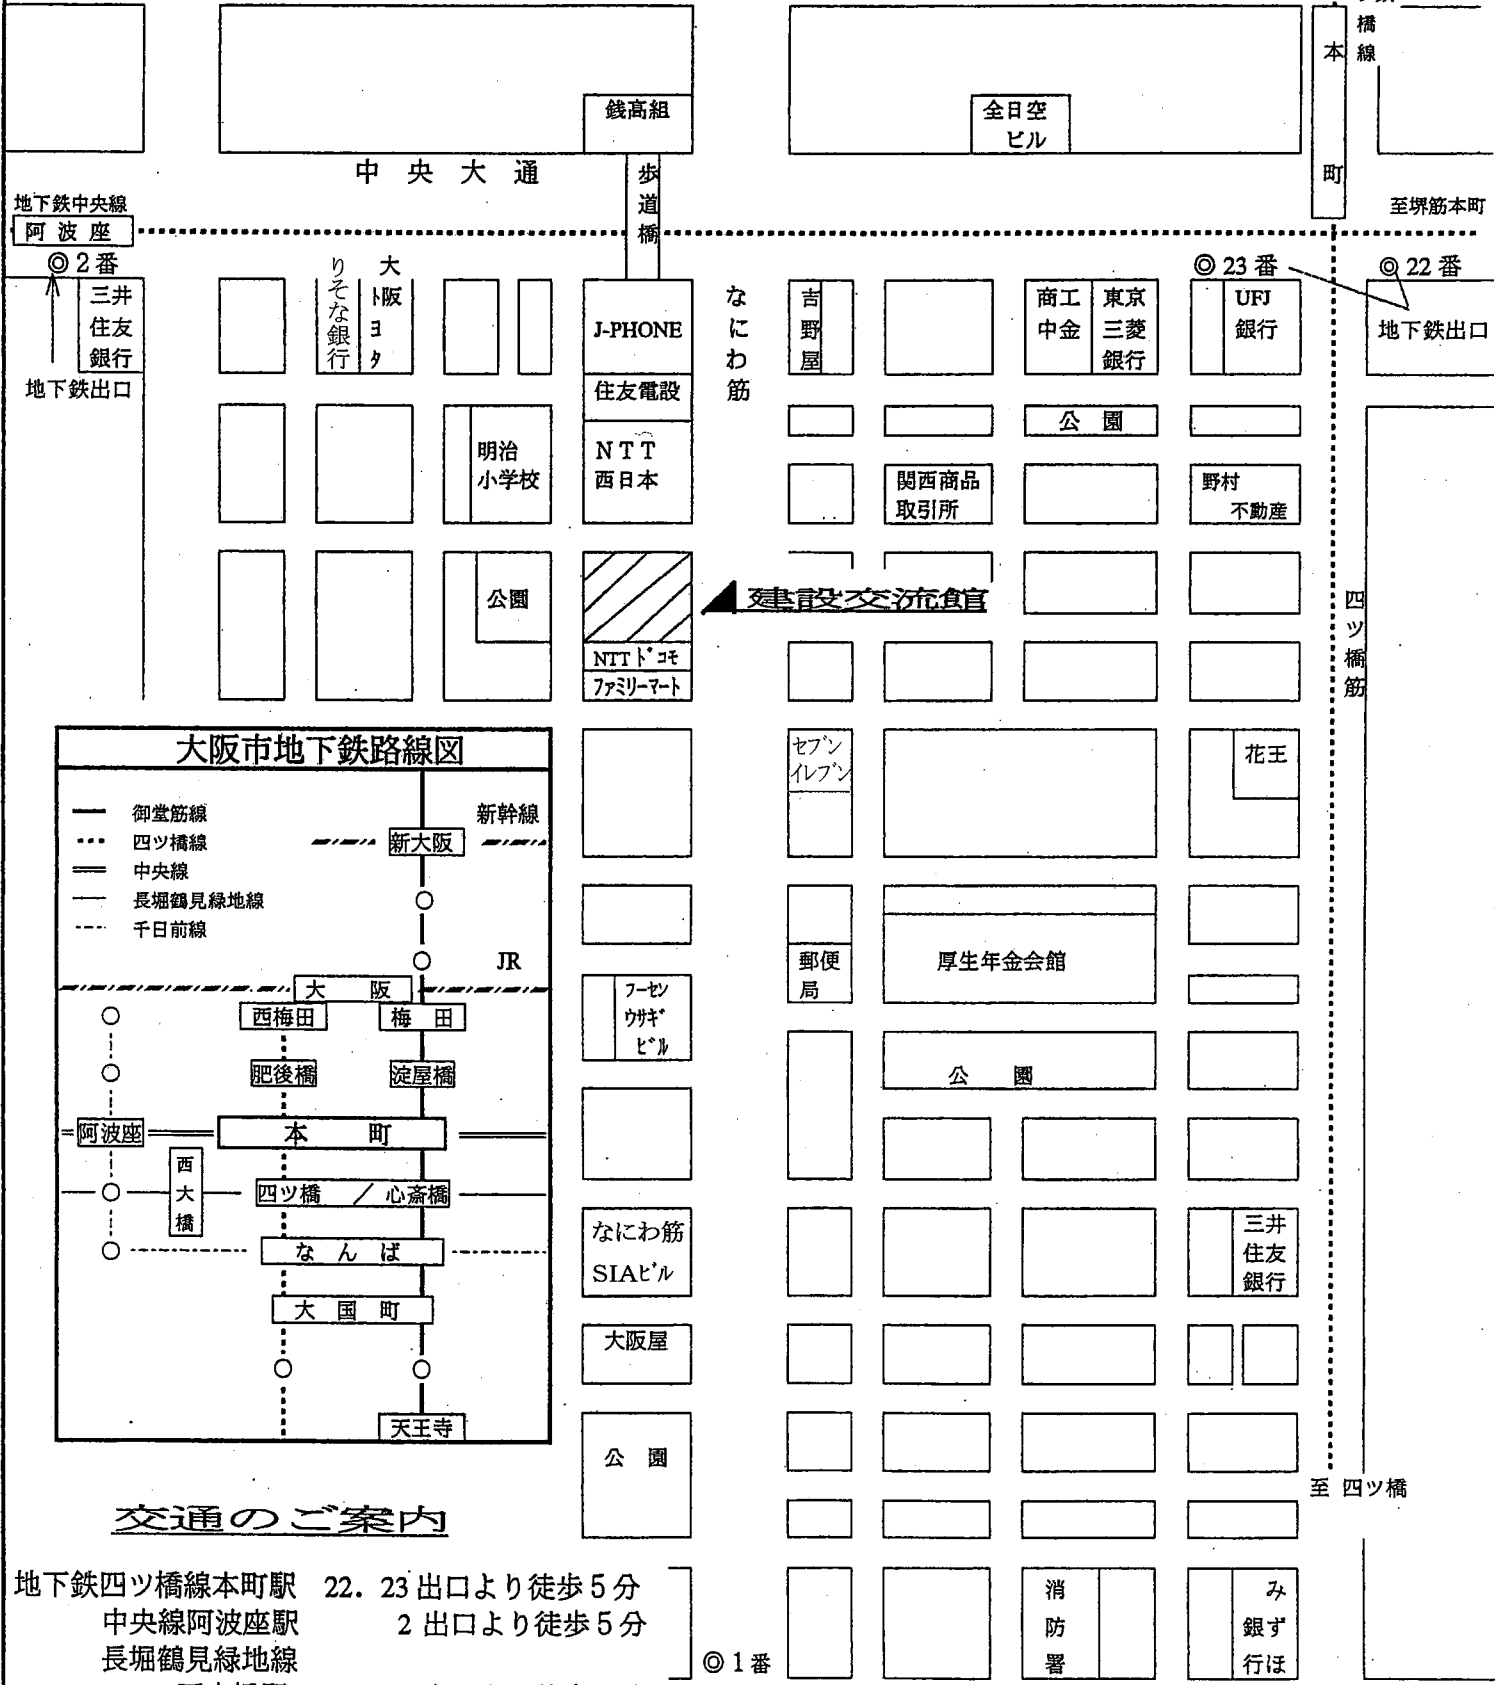 橋
線
本
町
銭高組
全日空
ビル
中央大通
歩道橋
地下鉄中央線
阿波座
至堺筋本町
◎2番
◎23番
◎22番
三井
住友
銀行
地下鉄出口
りそな銀行
大阪トヨタ
J-PHONE
なにわ筋
吉野屋
商工
中金
東京
三菱
銀行
UFJ
銀行
地下鉄出口
住友電設
公園
明治
小学校
NTT
西日本
関西商品
取引所
野村
不動産
公園
建設交流館
NTTドコモ
ファミリーマート
四ツ橋筋
セブン
イレブン
花王
郵便
局
厚生年金会館
フーセン
ウサギ
ビル
公園
なにわ筋
SIAビル
三井
住友
銀行
大阪屋
公園
至 四ツ橋
消防署
みずほ
銀行
◎1番
大阪市地下鉄路線図
御堂筋線
四ツ橋線
中央線
長堀鶴見緑地線
千日前線
新幹線
新大阪
JR
大阪
西梅田
梅田
肥後橋
淀屋橋
阿波座
本町
西大橋
四ツ橋 / 心斎橋
なんば
大国町
天王寺
交通のご案内
地下鉄四ツ橋線本町駅 22. 23出口より徒歩5分
中央線阿波座駅 2出口より徒歩5分
長堀鶴見緑地線